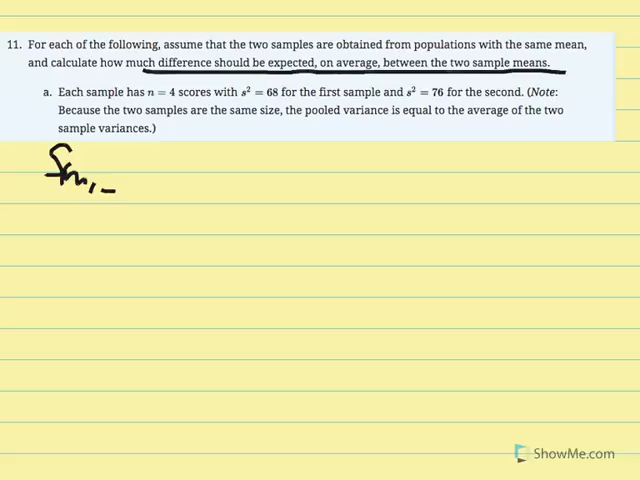 11. For each of the following, assume that the two samples are obtained from populations with the same mean,
and calculate how much difference should be expected, on average, between the two sample means.
a. Each sample has n = 4 scores with s² = 68 for the first sample and s² = 76 for the second. (Note:
Because the two samples are the same size, the pooled variance is equal to the average of the two
sample variances.)
Sm₁ –
ShowMe.com